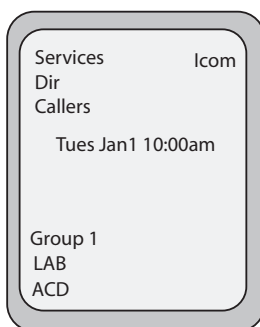 Services Icom
Dir
Callers
Tues Jan1 10:00am
Group 1
LAB
ACD